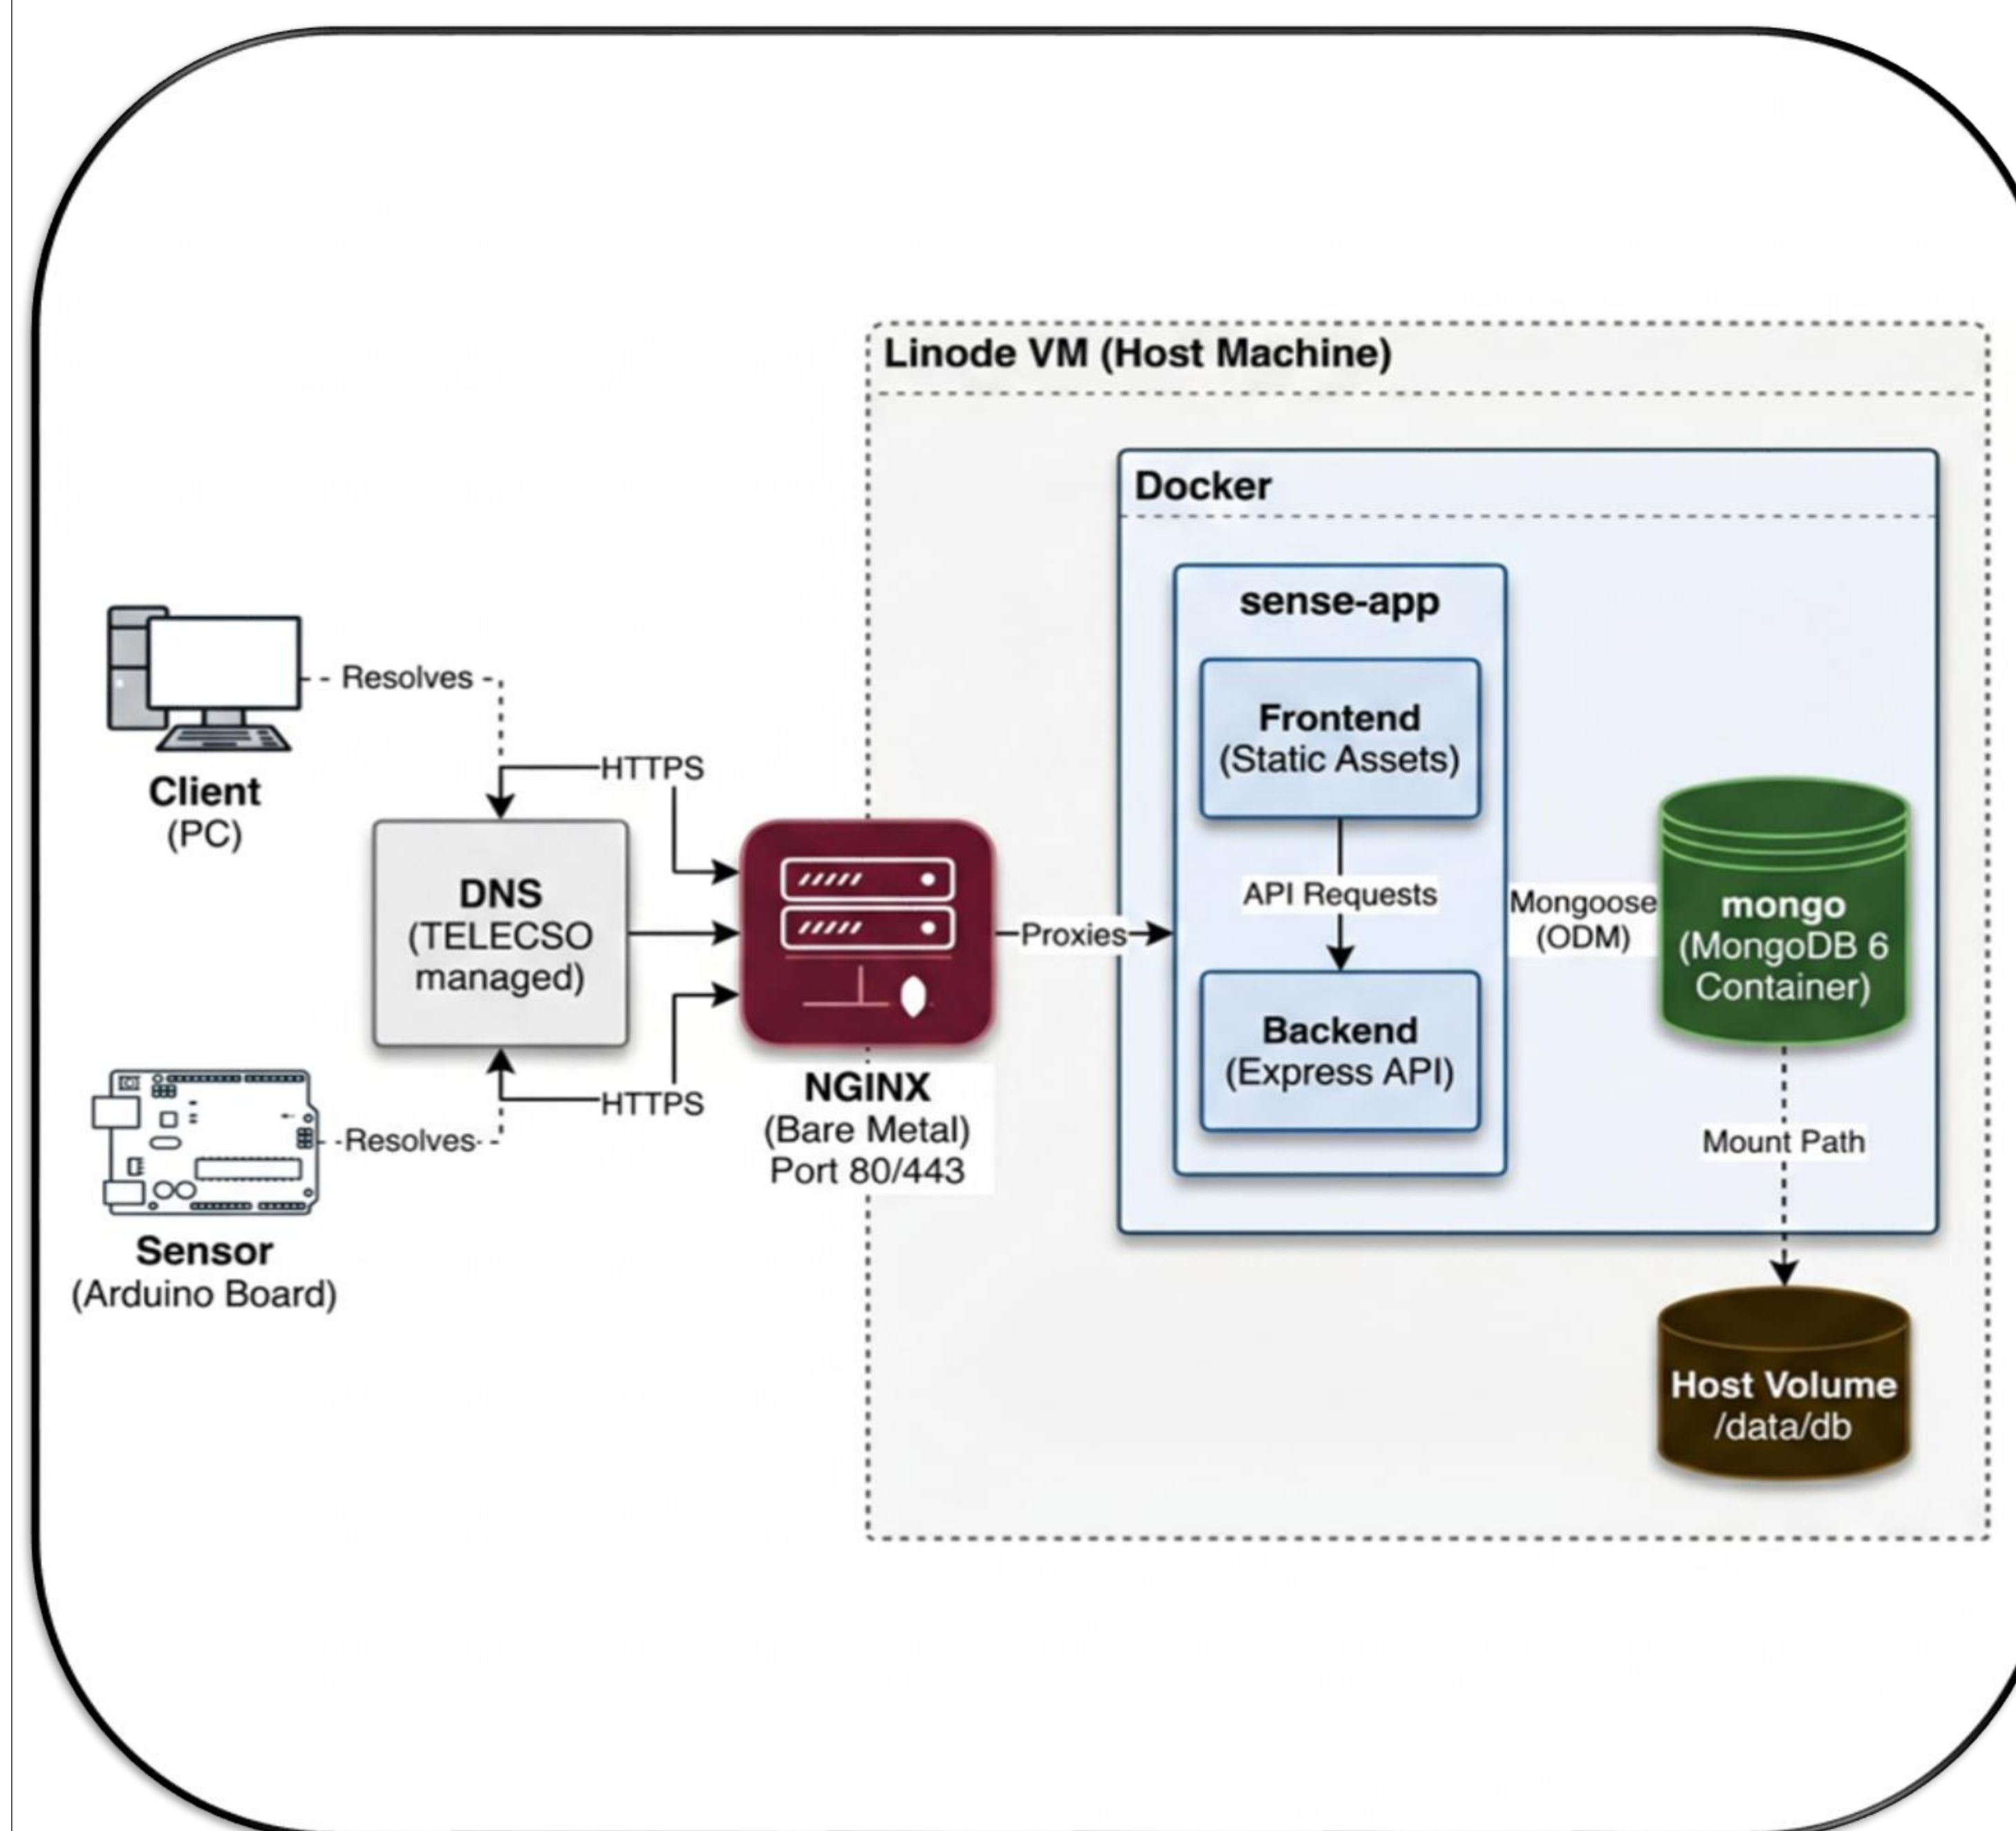 Linode VM (Host Machine)
Docker
sense-app
Frontend
(Static Assets)
API Requests
Backend
(Express API)
Mongoose
(ODM)
mongo
(MongoDB 6
Container)
Mount Path
Host Volume
/data/db
Resolves
Client
(PC)
HTTPS
DNS
(TELECSO
managed)
Proxies
NGINX
(Bare Metal)
Port 80/443
HTTPS
Resolves
Sensor
(Arduino Board)